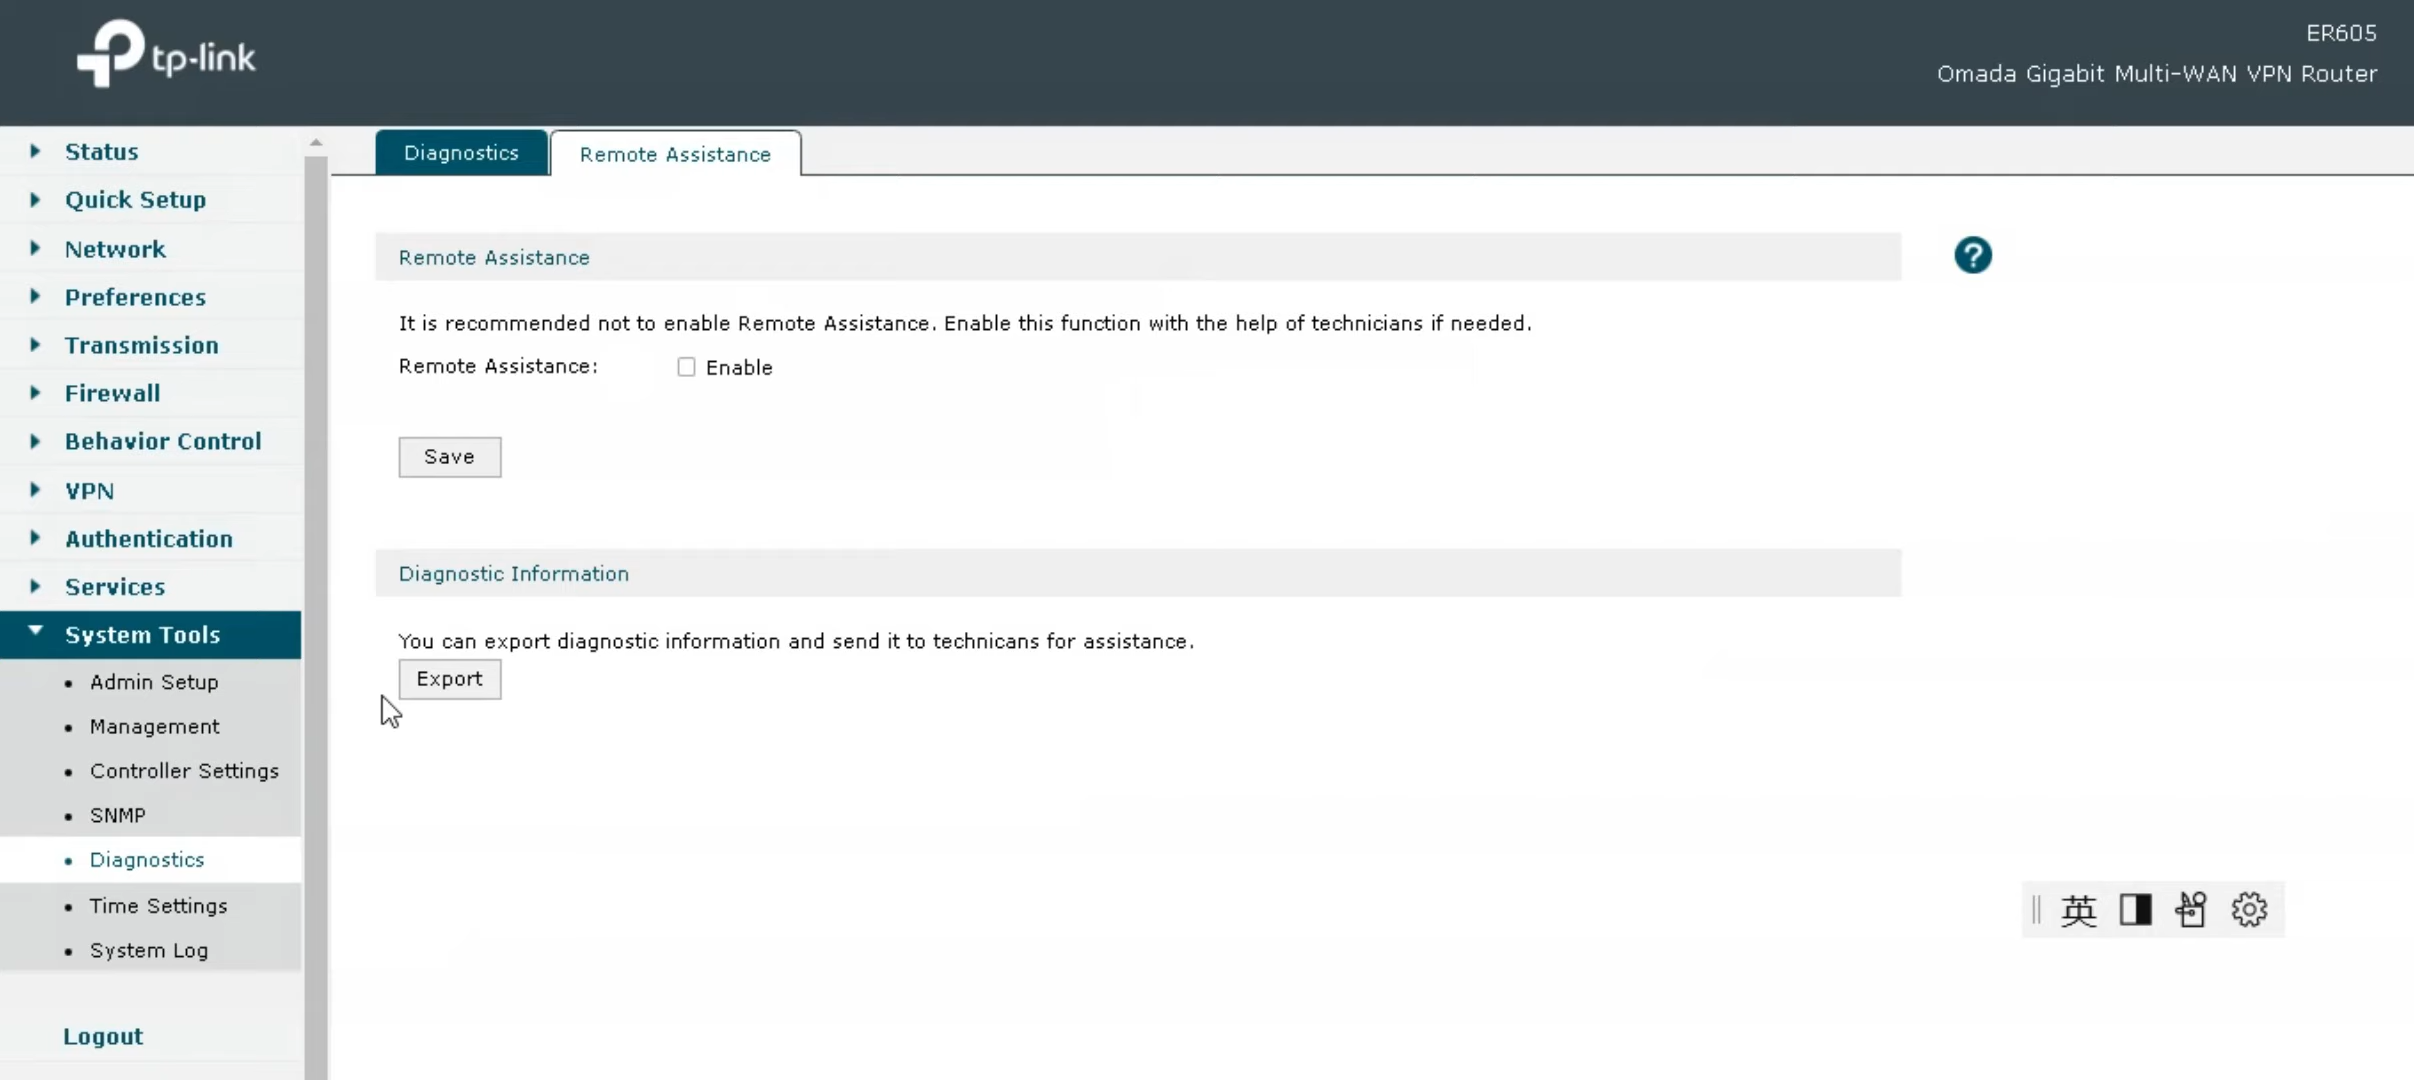 tp-link
ER605
Omada Gigabit Multi-WAN VPN Router
Status
Quick Setup
Network
Preferences
Transmission
Firewall
Behavior Control
VPN
Authentication
Services
System Tools
Admin Setup
Management
Controller Settings
SNMP
Diagnostics
Time Settings
System Log
Logout
Diagnostics
Remote Assistance
Remote Assistance
?
It is recommended not to enable Remote Assistance. Enable this function with the help of technicians if needed.
Remote Assistance: Enable
Save
Diagnostic Information
You can export diagnostic information and send it to technicans for assistance.
Export
英